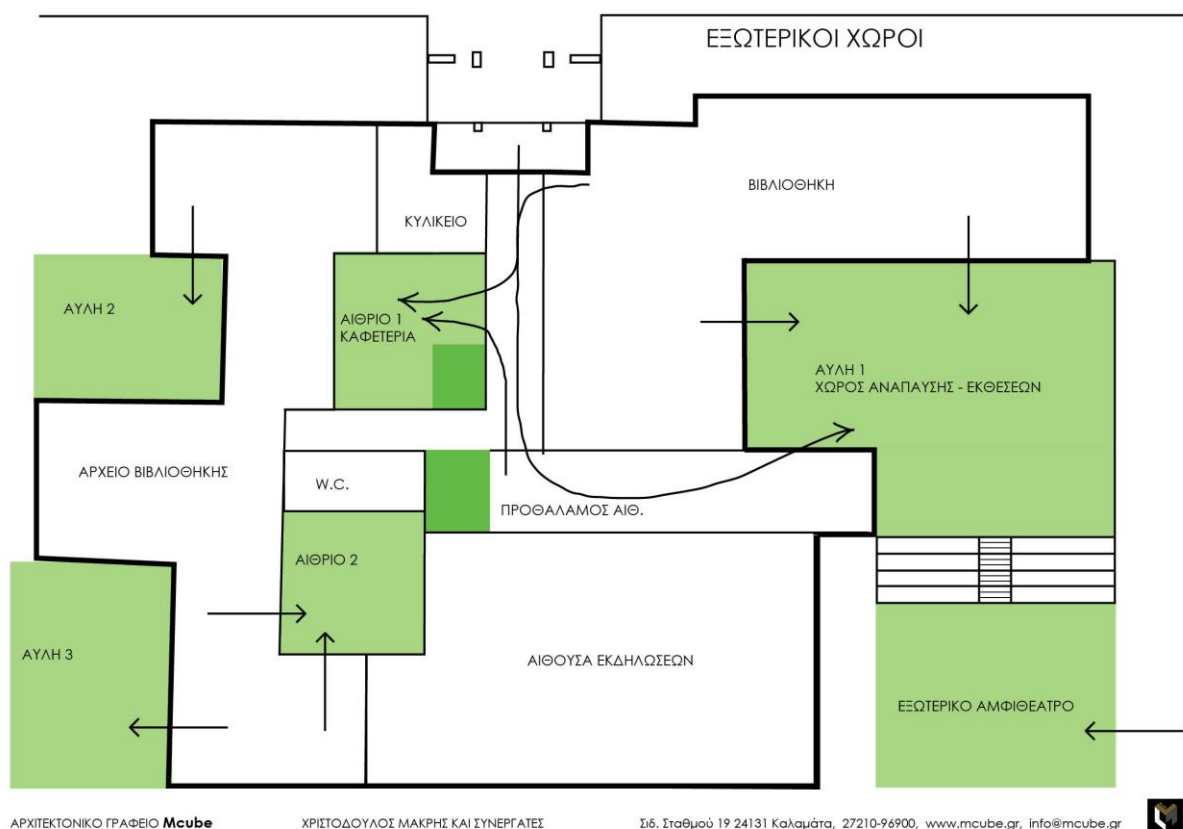 ΕΞΩΤΕΡΙΚΟΙ ΧΩΡΟΙ
ΒΙΒΛΙΟΘΗΚΗ
ΚΥΛΙΚΕΙΟ
ΑΥΛΗ 2
ΑΙΘΡΙΟ 1
ΚΑΦΕΤΕΡΙΑ
ΑΥΛΗ 1
ΧΩΡΟΣ ΑΝΑΠΑΥΣΗΣ - ΕΚΘΕΣΕΩΝ
ΑΡΧΕΙΟ ΒΙΒΛΙΟΘΗΚΗΣ
W.C.
ΠΡΟΘΑΛΑΜΟΣ ΑΙΘ.
ΑΙΘΡΙΟ 2
ΑΥΛΗ 3
ΑΙΘΟΥΣΑ ΕΚΔΗΛΩΣΕΩΝ
ΕΞΩΤΕΡΙΚΟ ΑΜΦΙΘΕΑΤΡΟ
ΑΡΧΙΤΕΚΤΟΝΙΚΟ ΓΡΑΦΕΙΟ Mcube ΧΡΙΣΤΟΔΟΥΛΟΣ ΜΑΚΡΗΣ ΚΑΙ ΣΥΝΕΡΓΑΤΕΣ Σιδ. Σταθμού 19 24131 Καλαμάτα, 27210-96900, www.mcube.gr, info@mcube.gr